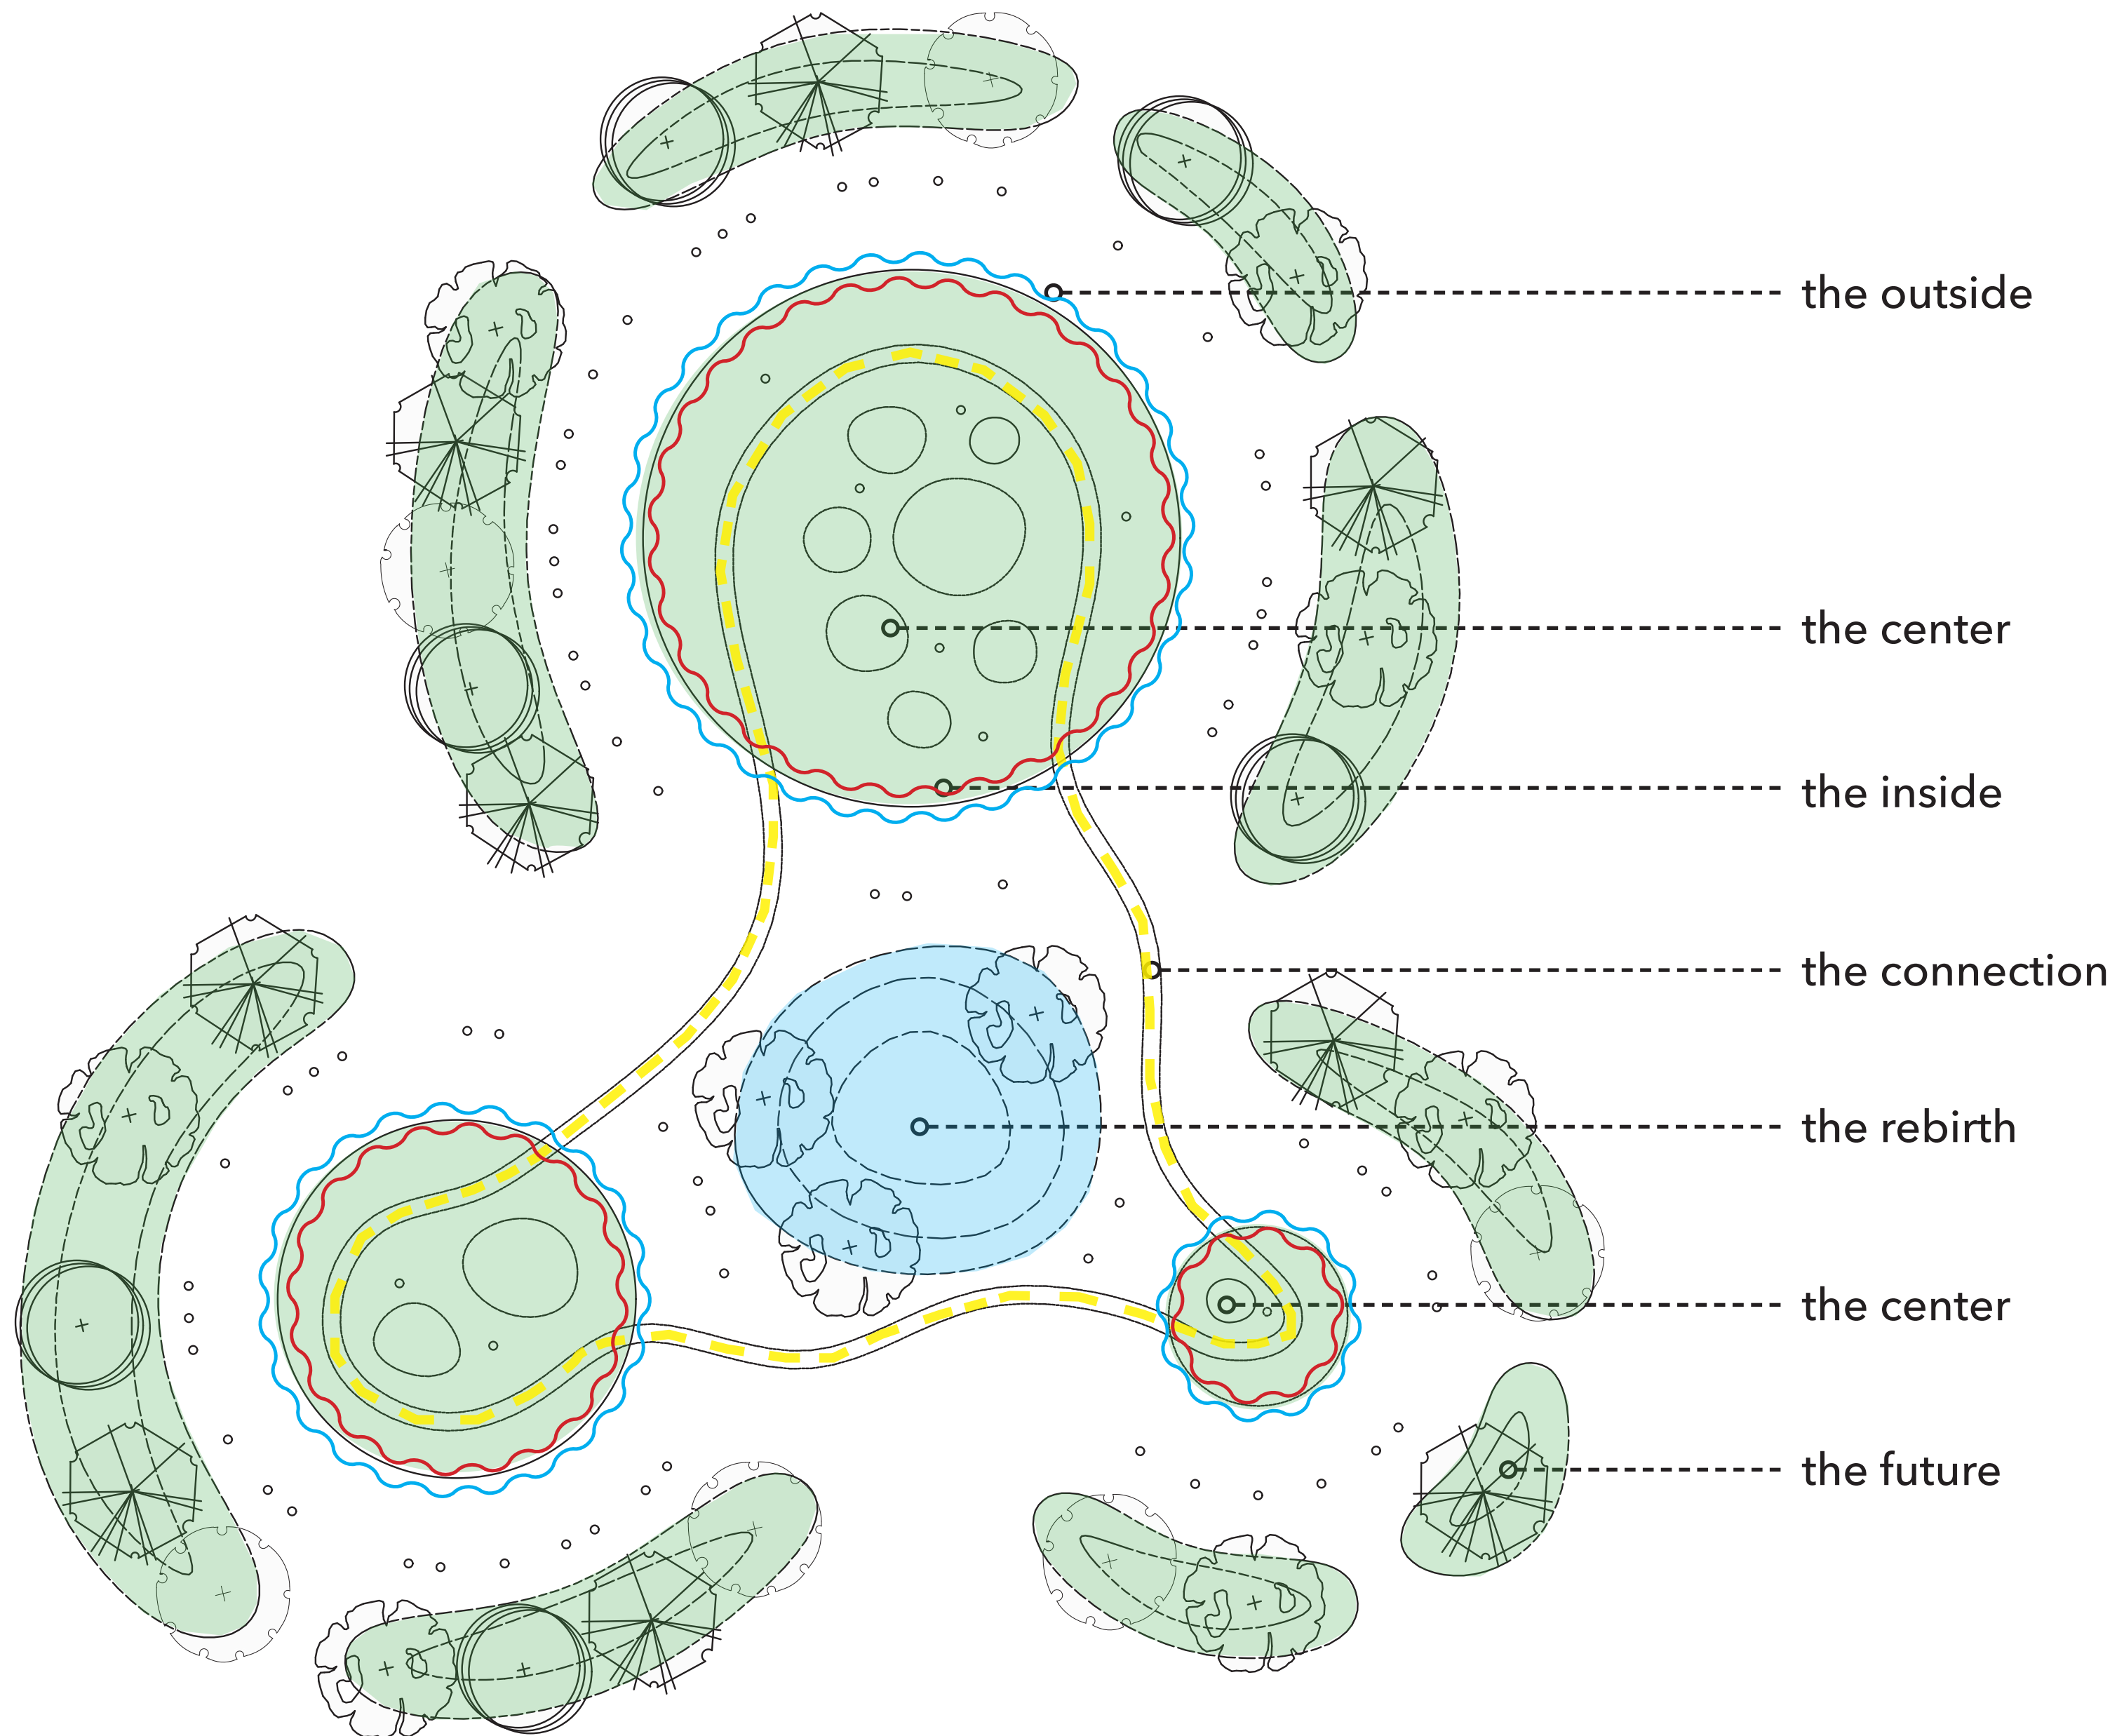 the outside
the center
the inside
the connection
the rebirth
the center
the future